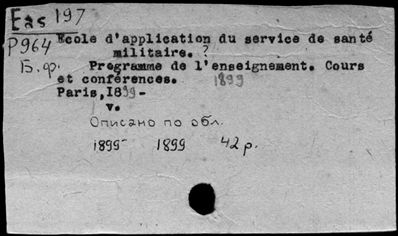 Eas 197
P964
Б.ф.
Ecole d'application du service de santé
militaire. ?
Programme de l'enseignement. Cours
et conférences. 1899
Paris, I899-
v.
Описано по обл.
1899 1899 42 р.